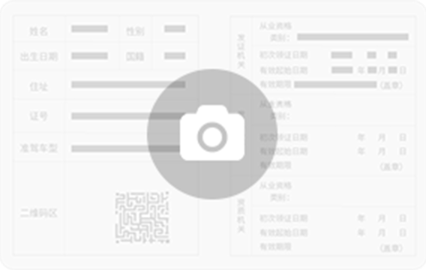 姓名 性别
出生日期 国籍
住址
证号
准驾车型
二维码区
发证机关
从业资格
类别：
初次领证日期
有效起始日期 年 月 日
有效期限 （盖章）
从业资格
类别：
初次领证日期 年 月 日
有效起始日期 年 月 日
有效期限 （盖章）
机关
从业资格
类别：
初次领证日期 年 月 日
有效起始日期 年 月 日
有效期限 （盖章）